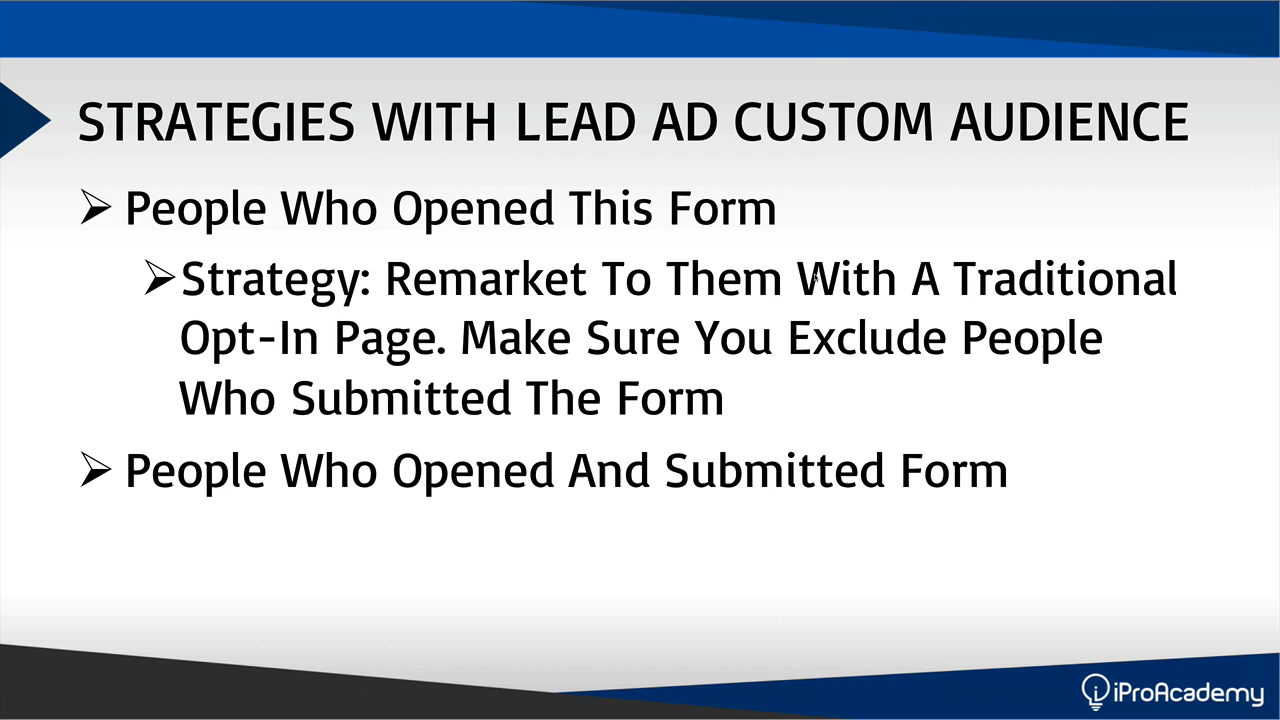 STRATEGIES WITH LEAD AD CUSTOM AUDIENCE
People Who Opened This Form
Strategy: Remarket To Them With A Traditional
Opt-In Page. Make Sure You Exclude People
Who Submitted The Form
People Who Opened And Submitted Form
iProAcademy